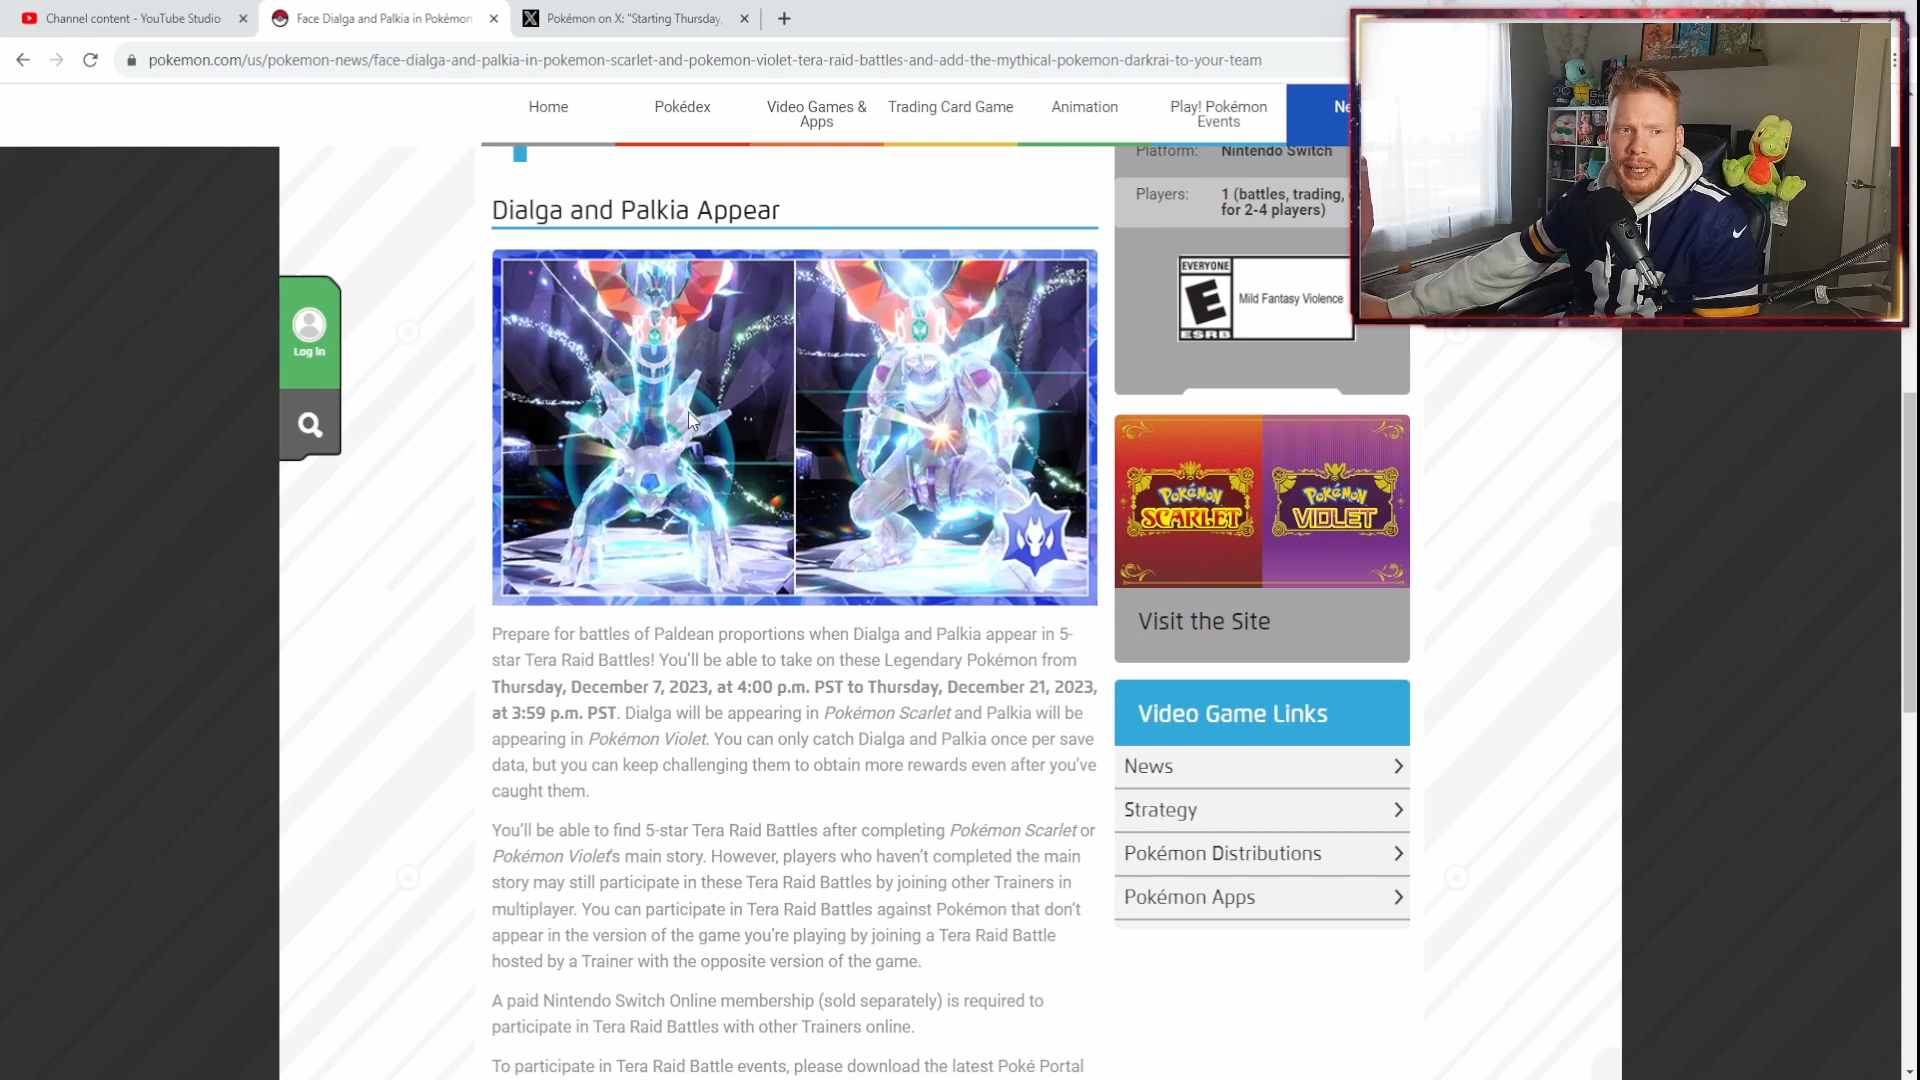 Channel content - YouTube Studio
Face Dialga and Palkia in Pokémon
Pokémon on X: "Starting Thursday,
pokemon.com/us/pokemon-news/face-dialga-and-palkia-in-pokemon-scarlet-and-pokemon-violet-tera-raid-battles-and-add-the-mythical-pokemon-darkrai-to-your-team
Home
Pokédex
Video Games &
Apps
Trading Card Game
Animation
Play! Pokémon
Events
Log In
Dialga and Palkia Appear
Prepare for battles of Paldean proportions when Dialga and Palkia appear in 5-
star Tera Raid Battles! You'll be able to take on these Legendary Pokémon from
Thursday, December 7, 2023, at 4:00 p.m. PST to Thursday, December 21, 2023,
at 3:59 p.m. PST. Dialga will be appearing in Pokémon Scarlet and Palkia will be
appearing in Pokémon Violet. You can only catch Dialga and Palkia once per save
data, but you can keep challenging them to obtain more rewards even after you've
caught them.
You'll be able to find 5-star Tera Raid Battles after completing Pokémon Scarlet or
Pokémon Violet's main story. However, players who haven't completed the main
story may still participate in these Tera Raid Battles by joining other Trainers in
multiplayer. You can participate in Tera Raid Battles against Pokémon that don't
appear in the version of the game you're playing by joining a Tera Raid Battle
hosted by a Trainer with the opposite version of the game.
A paid Nintendo Switch Online membership (sold separately) is required to
participate in Tera Raid Battles with other Trainers online.
To participate in Tera Raid Battle events, please download the latest Poké Portal
Platform: Nintendo Switch
Players: 1 (battles, trading,
for 2-4 players)
EVERYONE
E
ESRB
Mild Fantasy Violence
POKÉMON
SCARLET
POKÉMON
VIOLET
Visit the Site
Video Game Links
News
Strategy
Pokémon Distributions
Pokémon Apps